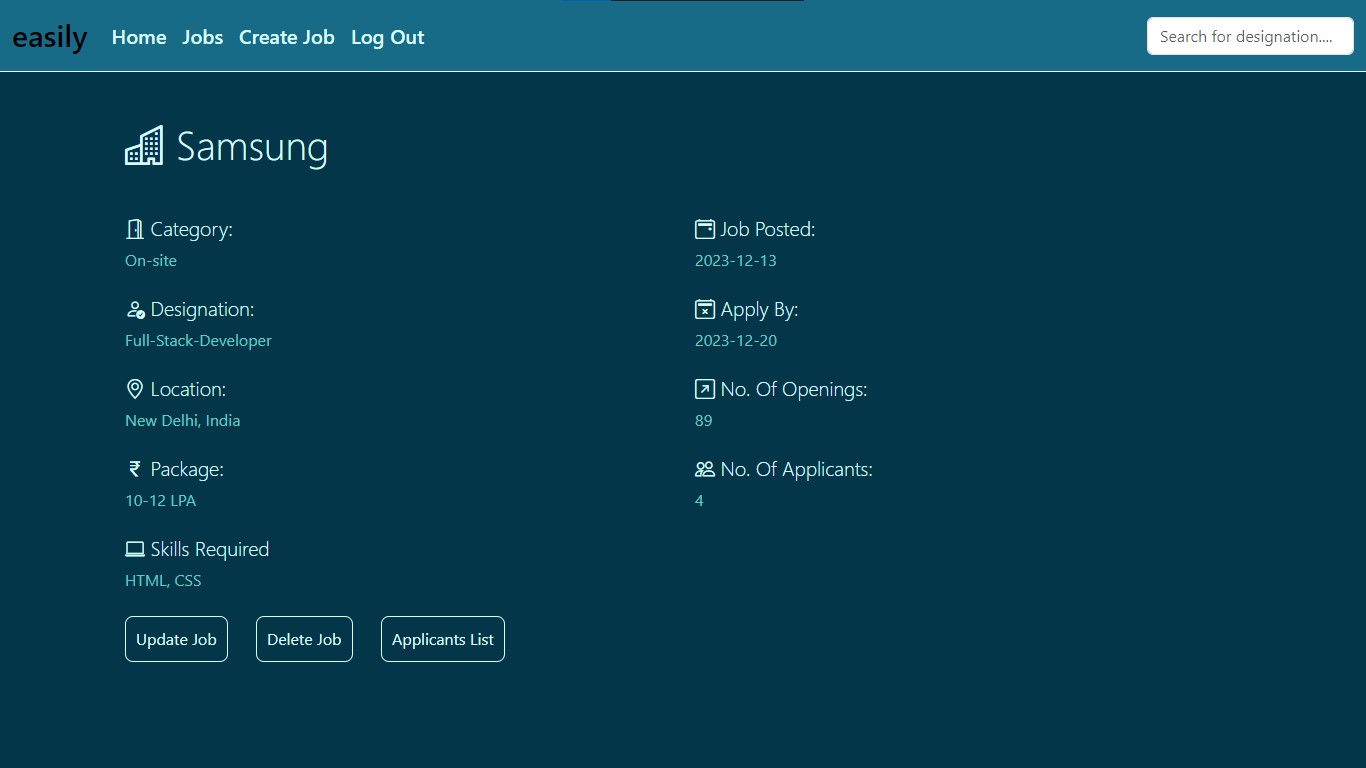 easily Home Jobs Create Job Log Out Search for designation....
Samsung
Category:
On-site
Designation:
Full-Stack-Developer
Location:
New Delhi, India
₹ Package:
10-12 LPA
Skills Required
HTML, CSS
Job Posted:
2023-12-13
Apply By:
2023-12-20
No. Of Openings:
89
No. Of Applicants:
4
Update Job Delete Job Applicants List